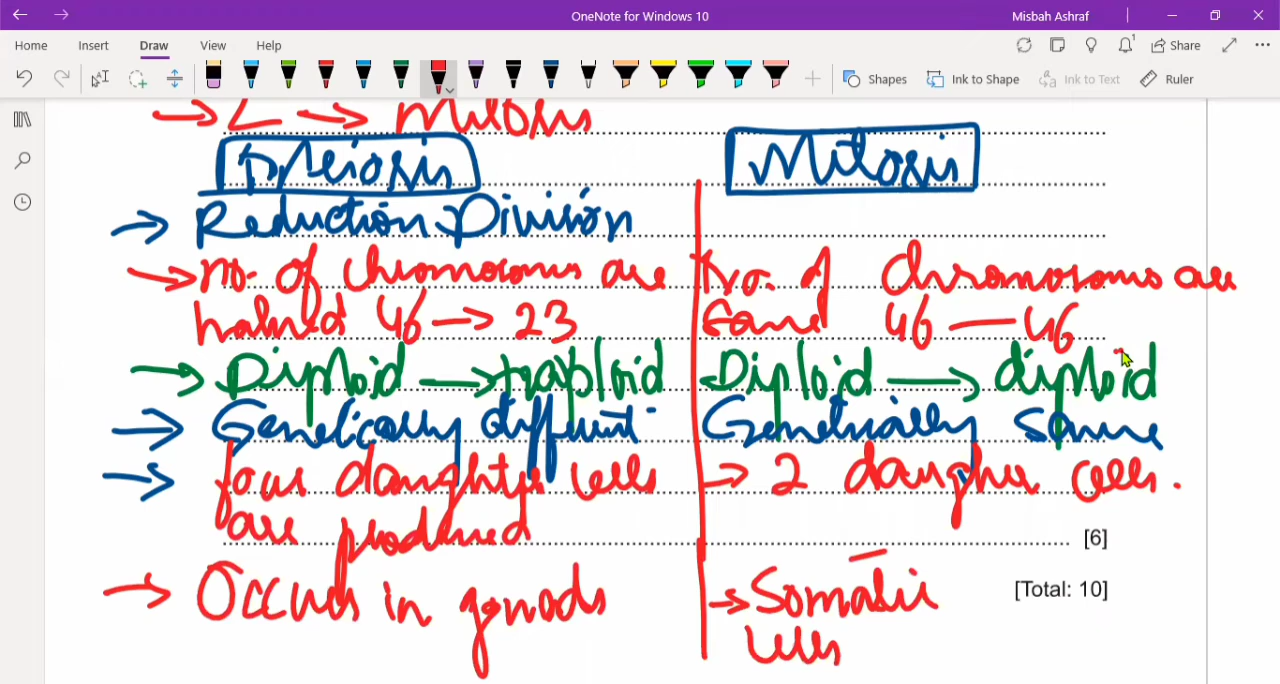 OneNote for Windows 10
Misbah Ashraf
Home Insert Draw View Help
Share
Shapes Ink to Shape Ink to Text Ruler
→ L → Mitosis
Meiosis Mitosis
→ Reduction Division
→ no. of chromosoms are No. of Chromosoms are
halved 46 → 23 Same 46 — 46
→ Diploid → haploid Diploid → diploid
→ Genetically different Genetically Same
→ four daughter cells → 2 daughter cells.
are produced [6]
→ Occurs in gonads → Somatic [Total: 10]
cells